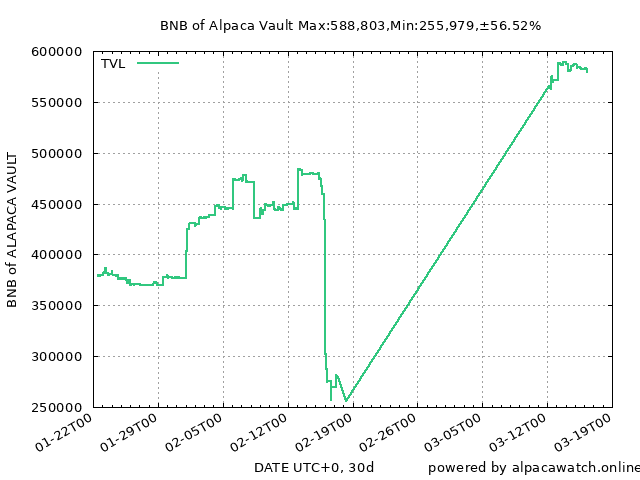 BNB of Alpaca Vault Max:588,803,Min:255,979,±56.52%
TVL
600000
550000
500000
450000
400000
350000
300000
250000
BNB of ALAPACA VAULT
01-22T00
01-29T00
02-05T00
02-12T00
02-19T00
02-26T00
03-05T00
03-12T00
03-19T00
DATE UTC+0, 30d
powered by alpacawatch.online